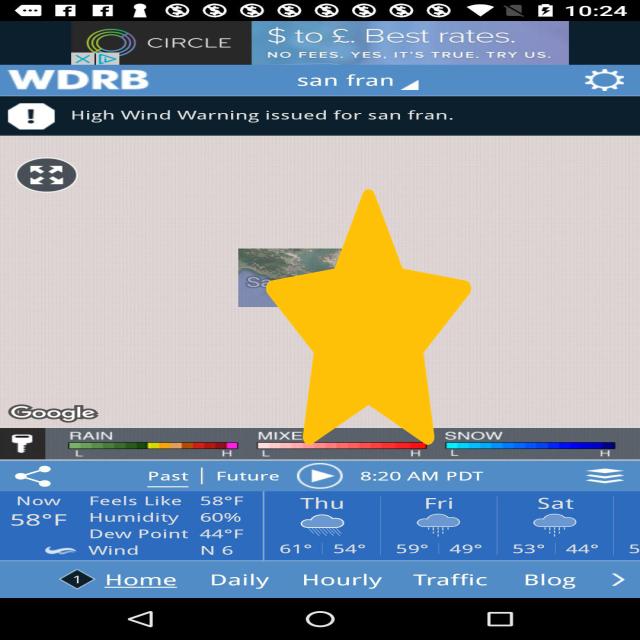 10:24
CIRCLE
$ to £. Best rates.
NO FEES. YES, IT'S TRUE. TRY US.
WDRB
san fran
High Wind Warning issued for san fran.
Google
RAIN
SNOW
L H L H L H
Past | Future 8:20 AM PDT
Now
58°F
Feels Like 58°F
Humidity 60%
Dew Point 44°F
Wind N 6
Thu
61° 54°
Fri
59° 49°
Sat
53° 44°
1 Home Daily Hourly Traffic Blog